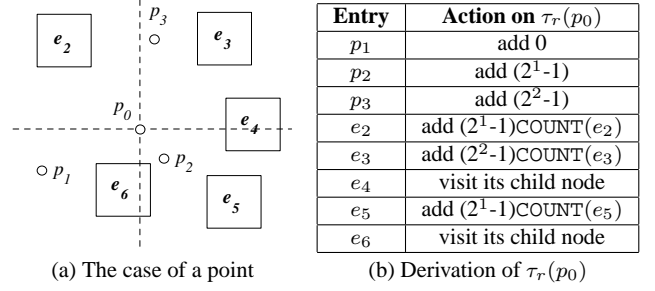 p3
e2
e3
p0
e4
p1
p2
e6
e5
(a) The case of a point
Entry Action on τr(p0)
p1 add 0
p2 add (2^1-1)
p3 add (2^2-1)
e2 add (2^1-1)COUNT(e2)
e3 add (2^2-1)COUNT(e3)
e4 visit its child node
e5 add (2^1-1)COUNT(e5)
e6 visit its child node
(b) Derivation of τr(p0)